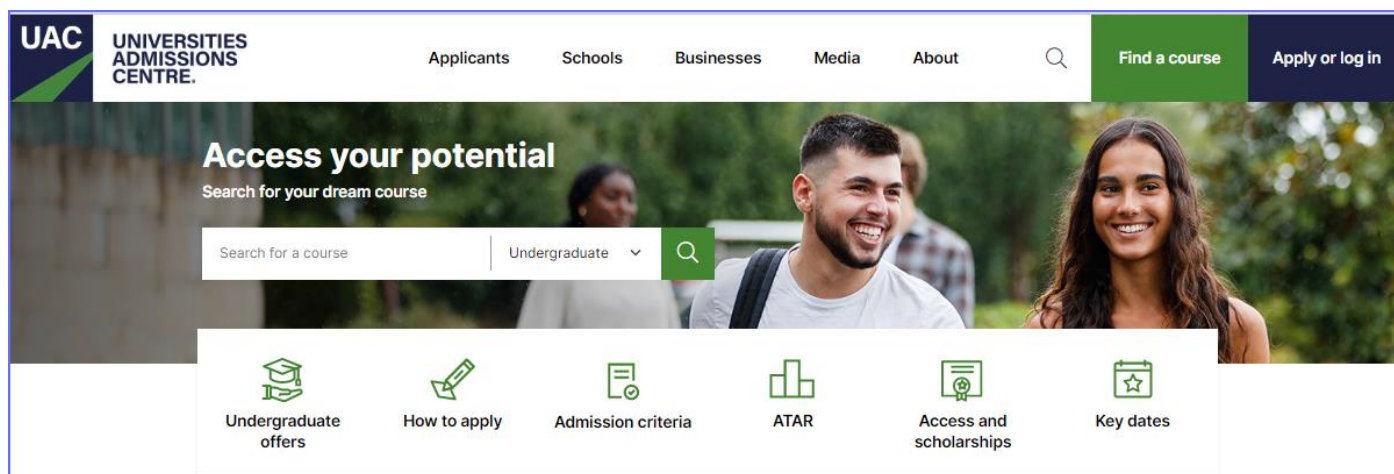 UAC
UNIVERSITIES
ADMISSIONS
CENTRE.
Applicants Schools Businesses Media About Find a course Apply or log in
Access your potential
Search for your dream course
Search for a course Undergraduate
Undergraduate
offers
How to apply
Admission criteria
ATAR
Access and
scholarships
Key dates